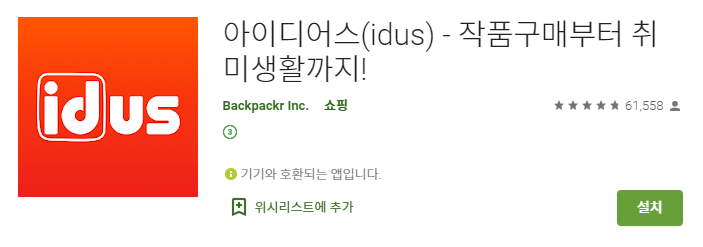 idus
아이디어스(idus) - 작품구매부터 취
미생활까지!
Backpackr Inc. 쇼핑 61,558
3
기기와 호환되는 앱입니다.
위시리스트에 추가 설치